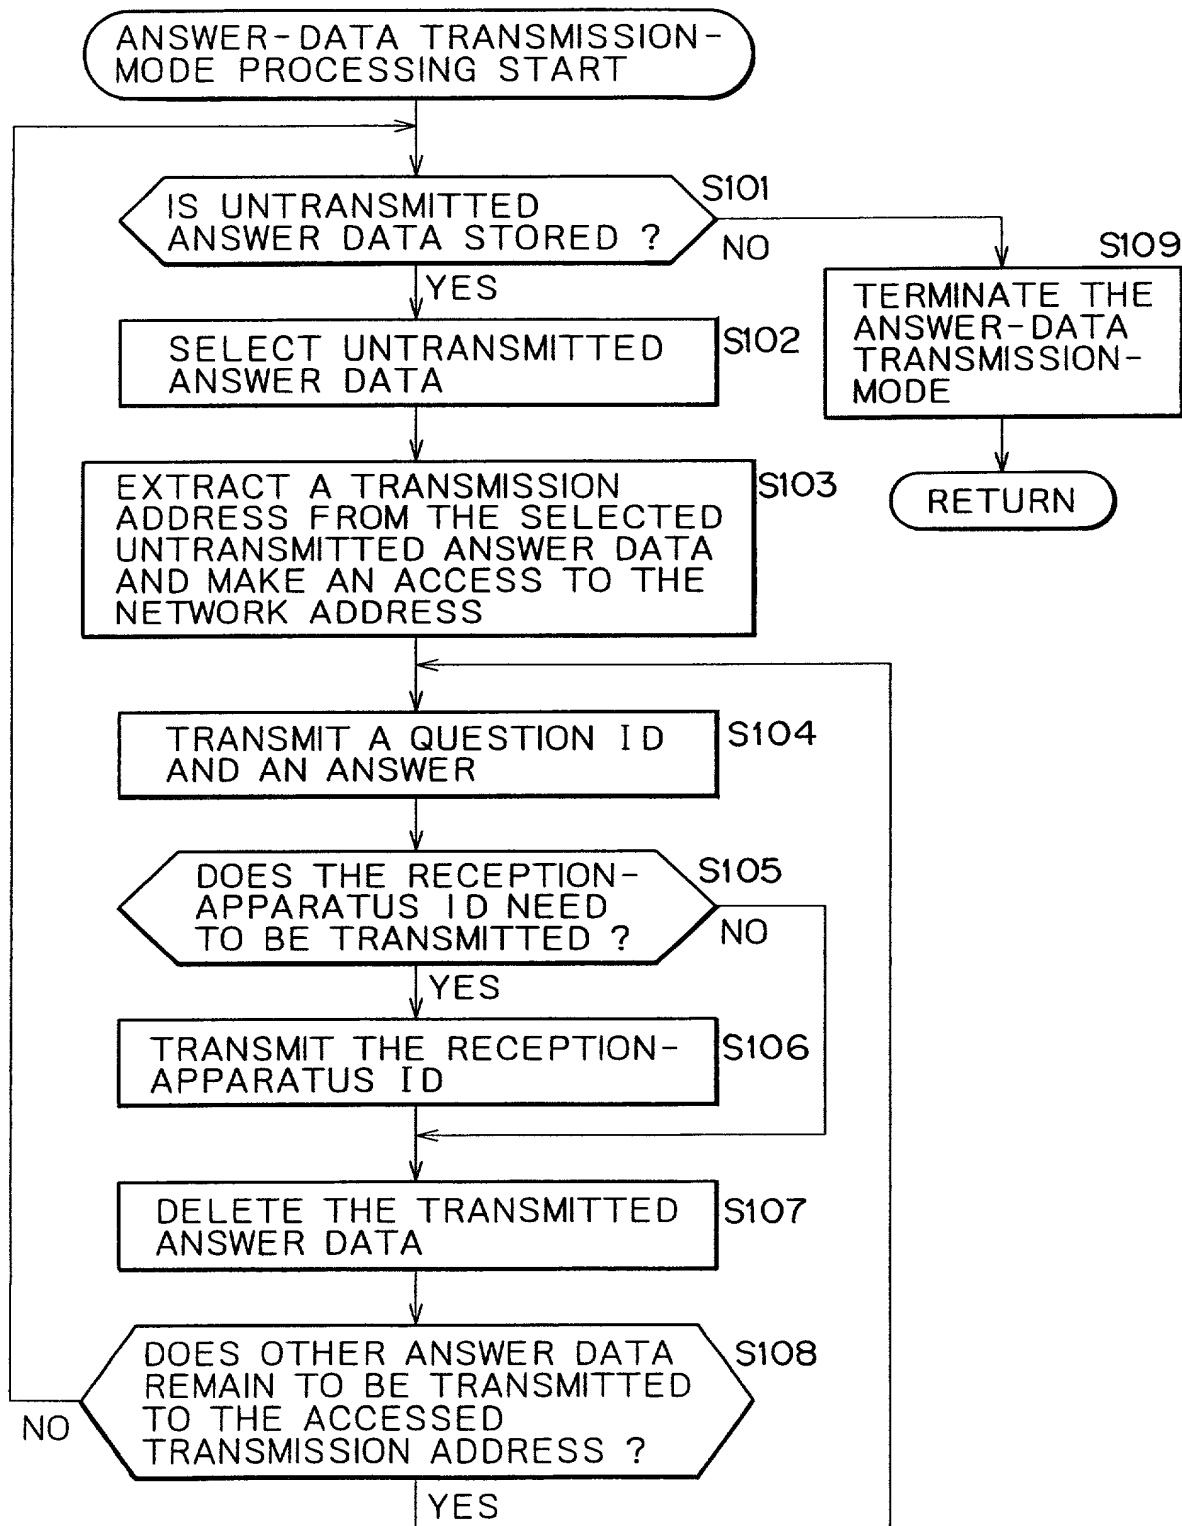 ANSWER-DATA TRANSMISSION-
MODE PROCESSING START
IS UNTRANSMITTED
ANSWER DATA STORED ?
S101
NO
YES
S109
TERMINATE THE
ANSWER-DATA
TRANSMISSION-
MODE
RETURN
SELECT UNTRANSMITTED
ANSWER DATA
S102
EXTRACT A TRANSMISSION
ADDRESS FROM THE SELECTED
UNTRANSMITTED ANSWER DATA
AND MAKE AN ACCESS TO THE
NETWORK ADDRESS
S103
TRANSMIT A QUESTION ID
AND AN ANSWER
S104
DOES THE RECEPTION-
APPARATUS ID NEED
TO BE TRANSMITTED ?
S105
NO
YES
TRANSMIT THE RECEPTION-
APPARATUS ID
S106
DELETE THE TRANSMITTED
ANSWER DATA
S107
DOES OTHER ANSWER DATA
REMAIN TO BE TRANSMITTED
TO THE ACCESSED
TRANSMISSION ADDRESS ?
S108
NO
YES